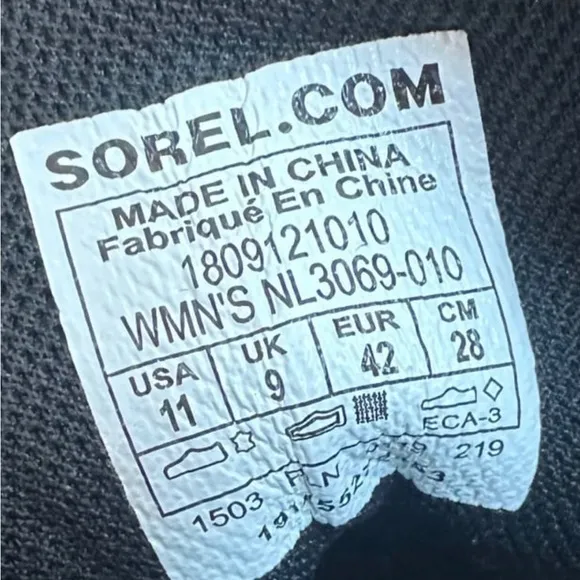 SOREL.COM
MADE IN CHINA
Fabriqué En Chine
1809121010
WMN'S NL3069-010
USA UK EUR CM
11 9 42 28
ECA-3
1503 219